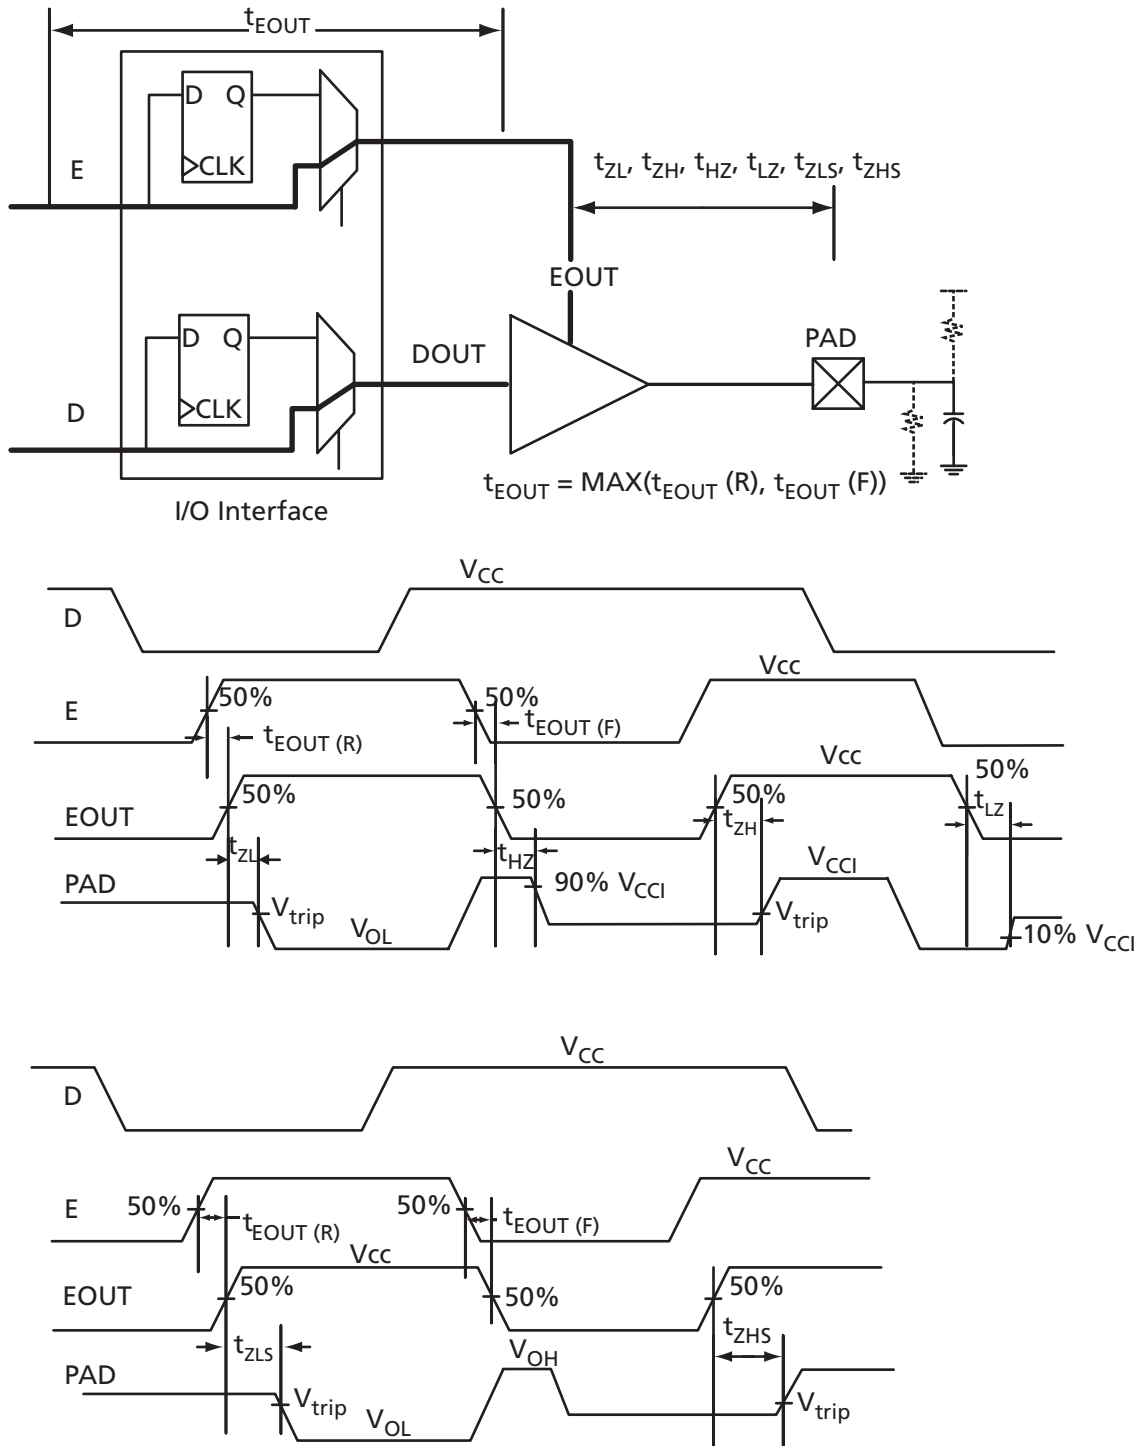 tEOUT
D Q
CLK
E
tZL, tZH, tHZ, tLZ, tZLS, tZHS
EOUT
D Q
CLK
DOUT
PAD
D
tEOUT = MAX(tEOUT (R), tEOUT (F))
I/O Interface
VCC
D
Vcc
E
50%
50%
tEOUT (R)
tEOUT (F)
Vcc
50%
EOUT
50%
50%
50%
tZL
tHZ
tZH
tLZ
PAD
Vtrip
VOL
90% VCCI
VCCI
Vtrip
10% VCCI
VCC
D
VCC
E
50%
50%
tEOUT (R)
tEOUT (F)
Vcc
EOUT
50%
50%
50%
tZLS
VOH
tZHS
PAD
Vtrip
VOL
Vtrip